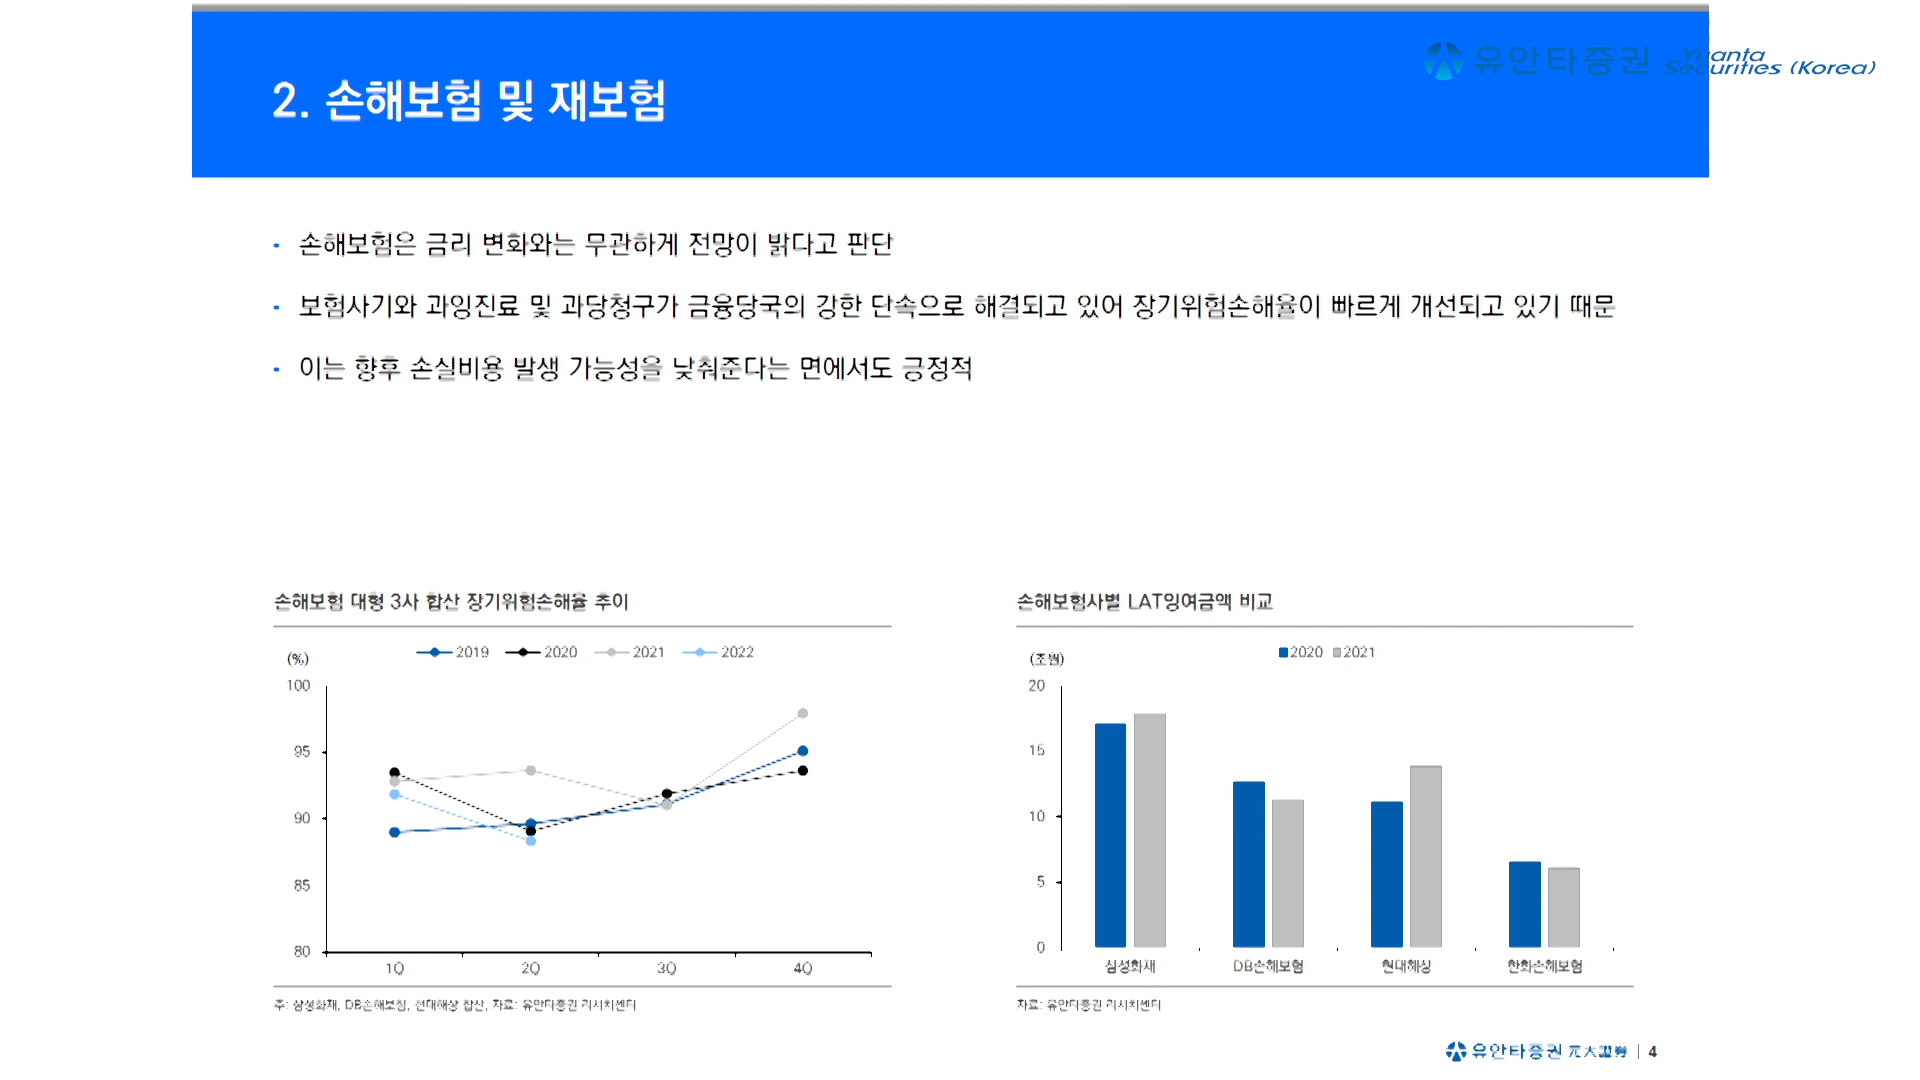 유안타증권 Yuanta Securities (Korea)
2. 손해보험 및 재보험
• 손해보험은 금리 변화와는 무관하게 전망이 밝다고 판단
• 보험사기와 과잉진료 및 과당청구가 금융당국의 강한 단속으로 해결되고 있어 장기위험손해율이 빠르게 개선되고 있기 때문
• 이는 향후 손실비용 발생 가능성을 낮춰준다는 면에서도 긍정적
손해보험 대형 3사 합산 장기위험손해율 추이
(%)
2019 2020 2021 2022
100
95
90
85
80
1Q 2Q 3Q 4Q
주: 삼성화재, DB손해보험, 현대해상 합산, 자료: 유안타증권 리서치센터
손해보험사별 LAT잉여금액 비교
(조원)
2020 2021
20
15
10
5
0
삼성화재 DB손해보험 현대해상 한화손해보험
자료: 유안타증권 리서치센터
유안타증권 元大證券 | 4